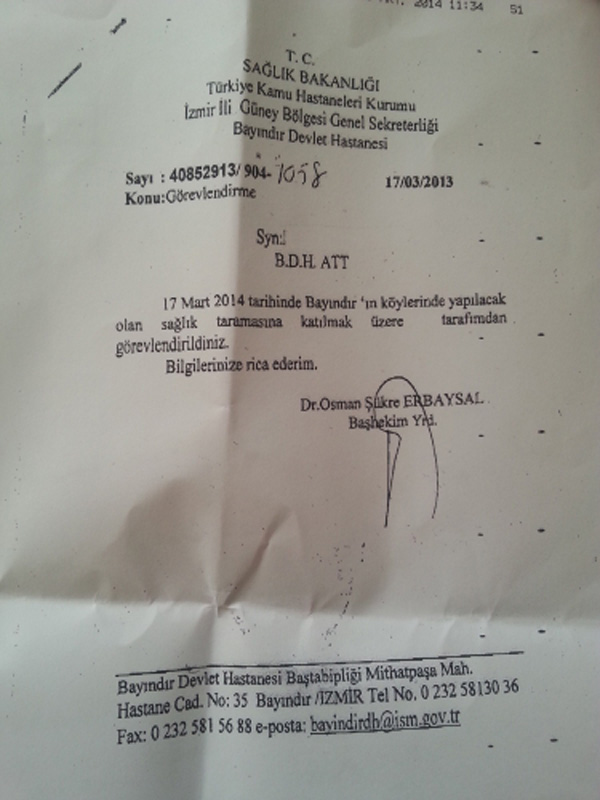 2014 11:34 S1
T.C.
SAĞLIK BAKANLIĞI
Türkiye Kamu Hastaneleri Kurumu
İzmir İli Güney Bölgesi Genel Sekreterliği
Bayındır Devlet Hastanesi
Sayı : 40852913/ 904-7058 17/03/2013
Konu:Görevlendirme
Syn:
B.D.H. ATT
17 Mart 2014 tarihinde Bayındır 'ın köylerinde yapılacak
olan sağlık taramasına katılmak üzere tarafımdan
görevlendirildiniz.
Bilgilerinize rica ederim.
Dr.Osman Şükre ERBAYSAL
Başhekim Yrd.
Bayındır Devlet Hastanesi Baştabipliği Mithatpaşa Mah.
Hastane Cad. No: 35 Bayındır /İZMİR Tel No. 0 232 58130 36
Fax: 0 232 581 56 88 e-posta: bayindirdh@ism.gov.tr